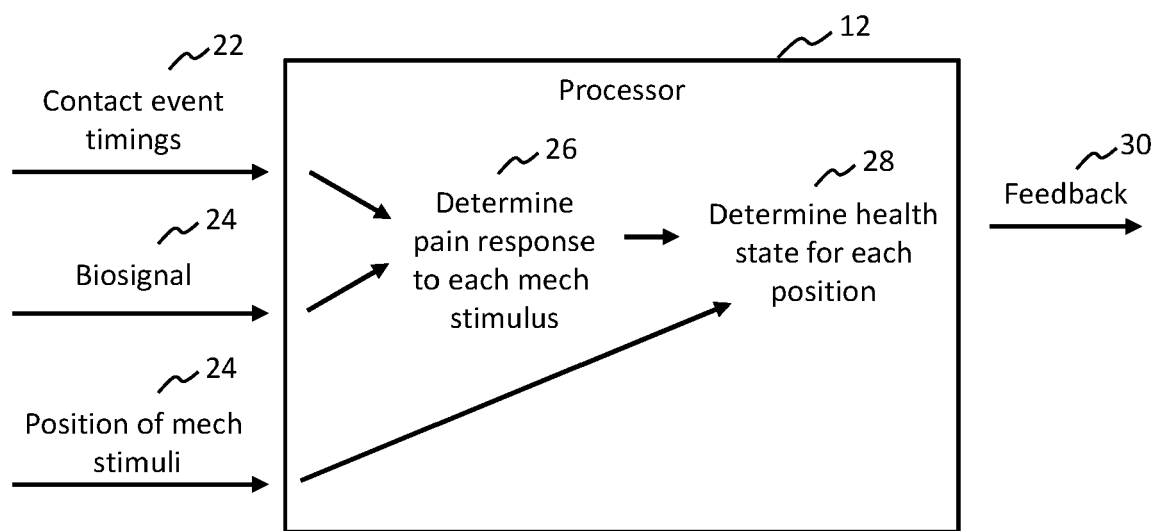 22
Contact event
timings
24
Biosignal
24
Position of mech
stimuli
12
Processor
26
Determine
pain response
to each mech
stimulus
28
Determine health
state for each
position
30
Feedback